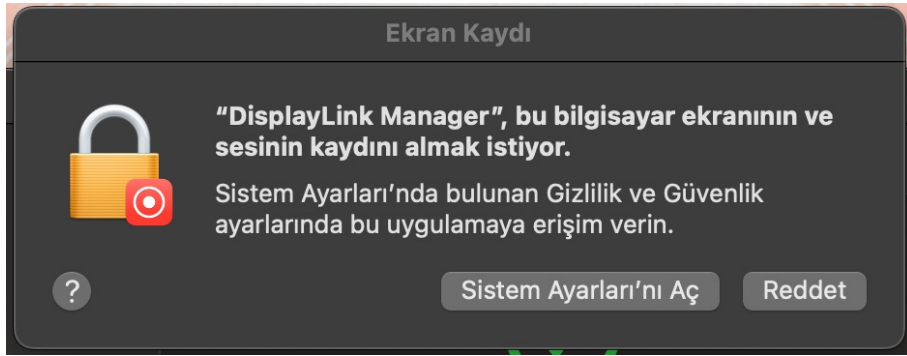 Ekran Kaydı
“DisplayLink Manager”, bu bilgisayar ekranının ve
sesinin kaydını almak istiyor.
Sistem Ayarları’nda bulunan Gizlilik ve Güvenlik
ayarlarında bu uygulamaya erişim verin.
? Sistem Ayarları’nı Aç Reddet